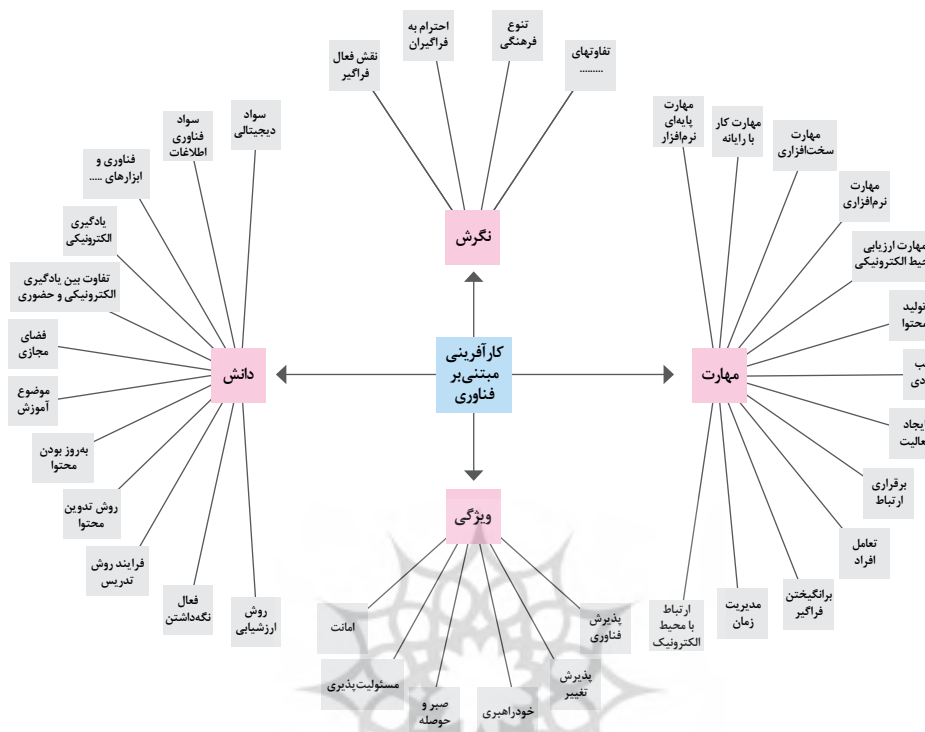 تفاوتهای
.........
تنوع
فرهنگی
احترام به
فراگیران
نقش فعال
فراگیر
نگرش
مهارت
پایه‌ای
نرم‌افزار
مهارت کار
با رایانه
مهارت
سخت‌افزاری
مهارت
نرم‌افزاری
مهارت ارزیابی
محیط الکترونیکی
تولید
محتوا
ایجاد
برقراری
ارتباط
تعامل
افراد
برانگیختن
فراگیر
مدیریت
زمان
ارتباط
با محیط
الکترونیک
مهارت
کارآفرینی
مبتنی‌بر
فناوری
سواد
دیجیتالی
سواد
فناوری
اطلاغات
فناوری و
ابزارهای .....
یادگیری
الکترونیکی
تفاوت بین یادگیری
الکترونیکی و حضوری
فضای
مجازی
موضوع
آموزش
به‌روز بودن
محتوا
روش تدوین
محتوا
فرایند روش
تدریس
فعال
نگه‌داشتن
روش
ارزشیابی
دانش
ویژگی
پذیرش
فناوری
پذیرش
تغییر
خودراهبری
صبر و
حوصله
مسئولیت‌پذیری
امانت